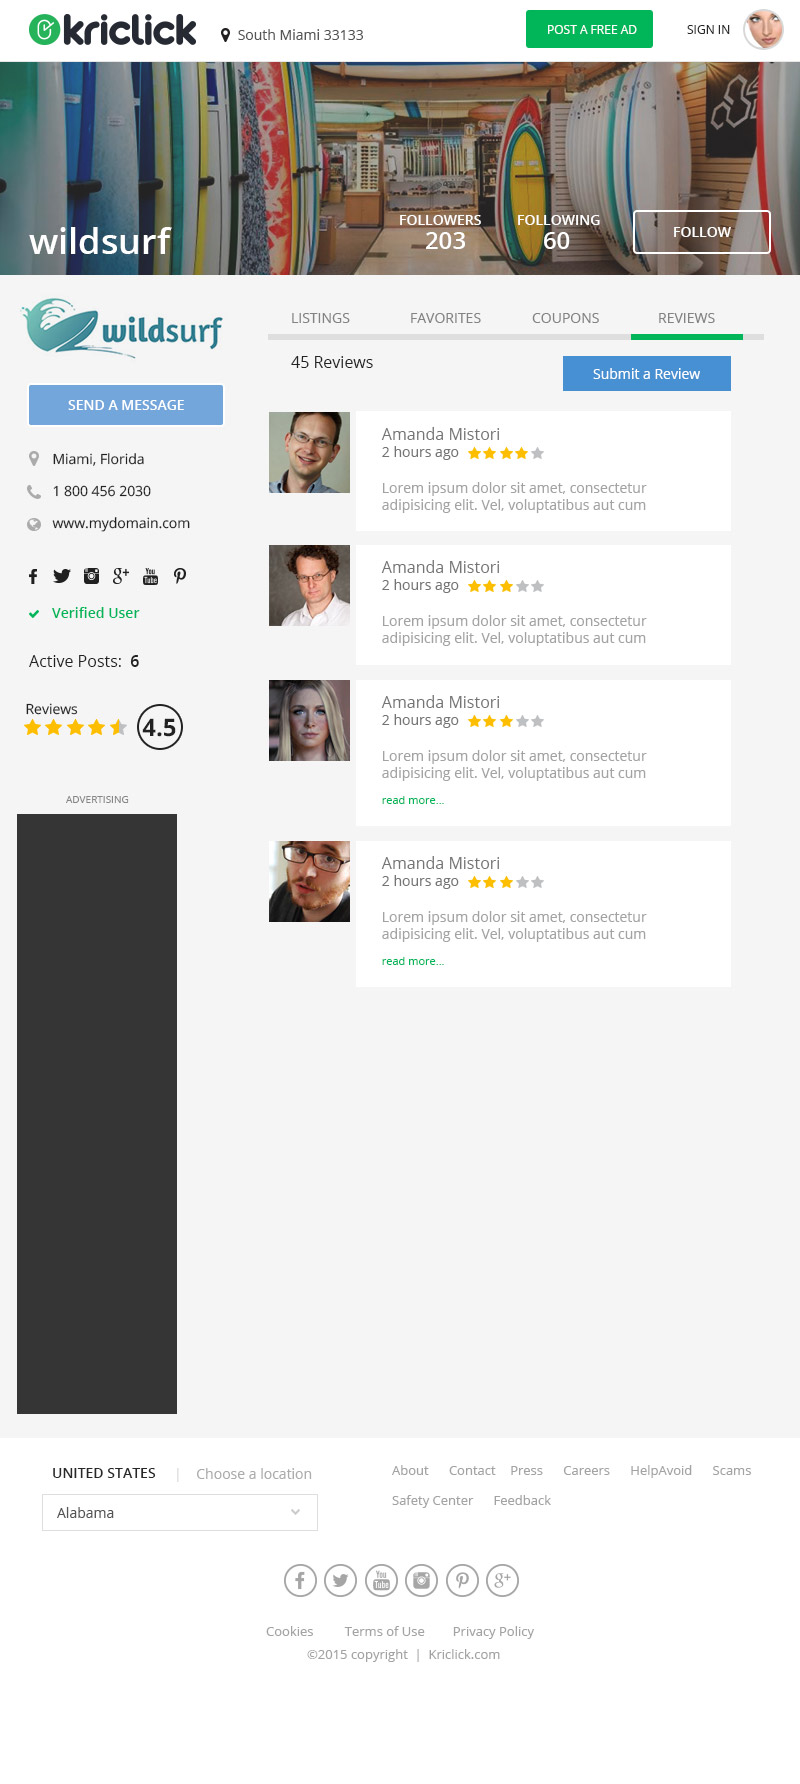 kriclick
South Miami 33133
POST A FREE AD
SIGN IN
wildsurf
FOLLOWERS
203
FOLLOWING
60
FOLLOW
wildsurf
SEND A MESSAGE
Miami, Florida
1 800 456 2030
www.mydomain.com
You
Tube
Verified User
Active Posts: 6
Reviews
4.5
ADVERTISING
LISTINGS
FAVORITES
COUPONS
REVIEWS
45 Reviews
Submit a Review
Amanda Mistori
2 hours ago
Lorem ipsum dolor sit amet, consectetur
adipisicing elit. Vel, voluptatibus aut cum
Amanda Mistori
2 hours ago
Lorem ipsum dolor sit amet, consectetur
adipisicing elit. Vel, voluptatibus aut cum
Amanda Mistori
2 hours ago
Lorem ipsum dolor sit amet, consectetur
adipisicing elit. Vel, voluptatibus aut cum
read more...
Amanda Mistori
2 hours ago
Lorem ipsum dolor sit amet, consectetur
adipisicing elit. Vel, voluptatibus aut cum
read more...
UNITED STATES | Choose a location
Alabama
About Contact Press Careers HelpAvoid Scams
Safety Center Feedback
You
Tube
Cookies Terms of Use Privacy Policy
©2015 copyright | Kriclick.com